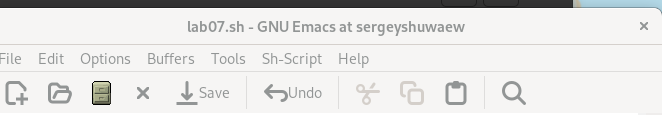 lab07.sh - GNU Emacs at sergeyshuwaew
File Edit Options Buffers Tools Sh-Script Help
Save Undo